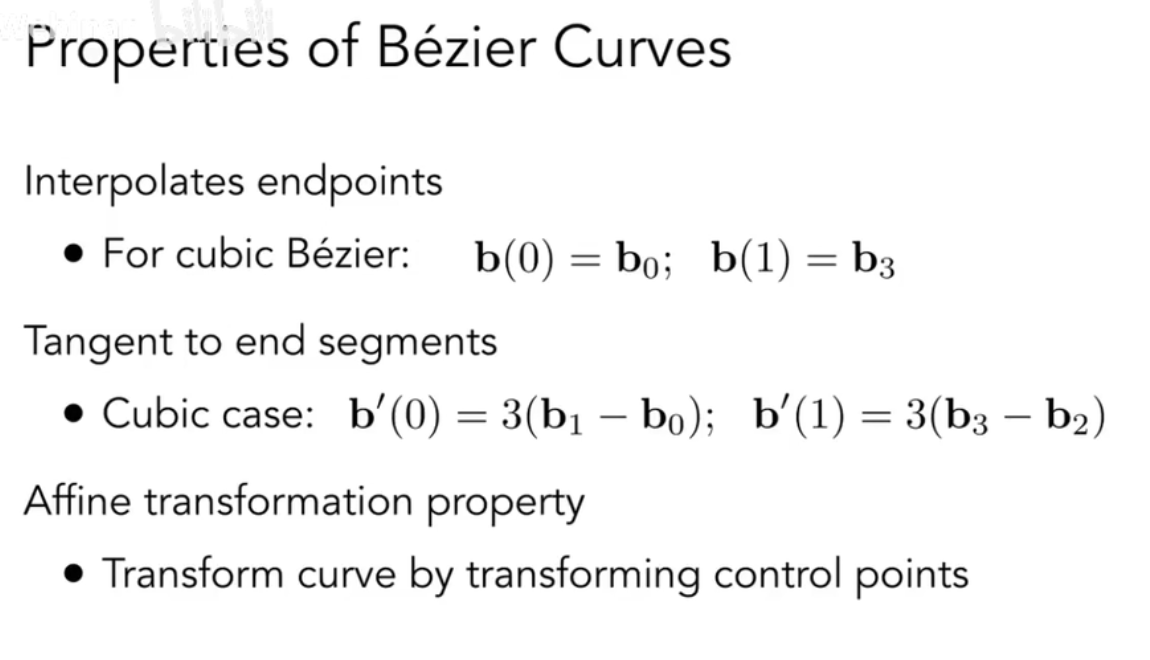 Properties of Bézier Curves
Interpolates endpoints
• For cubic Bézier: b(0) = b₀; b(1) = b₃
Tangent to end segments
• Cubic case: b′(0) = 3(b₁ − b₀); b′(1) = 3(b₃ − b₂)
Affine transformation property
• Transform curve by transforming control points